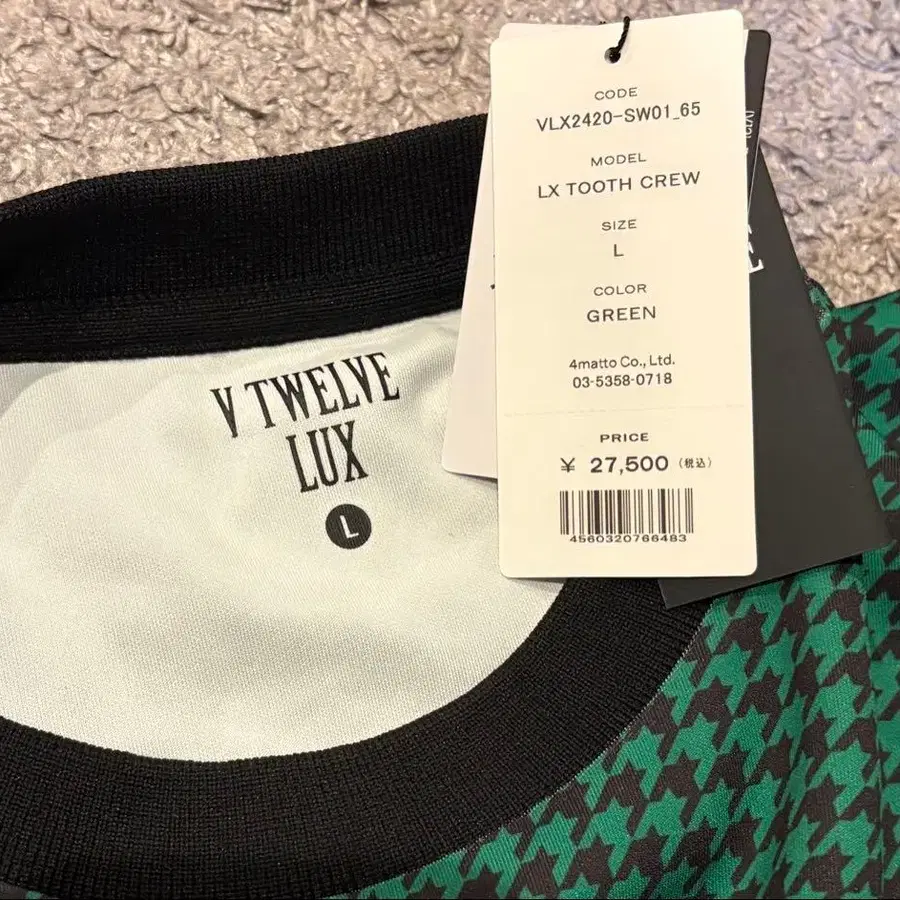 CODE
VLX2420-SW01_65
MODEL
LX TOOTH CREW
SIZE
L
COLOR
GREEN
4matto Co., Ltd.
03-5358-0718
PRICE
¥ 27,500 (税込)
4560320766483
V TWELVE
LUX
L